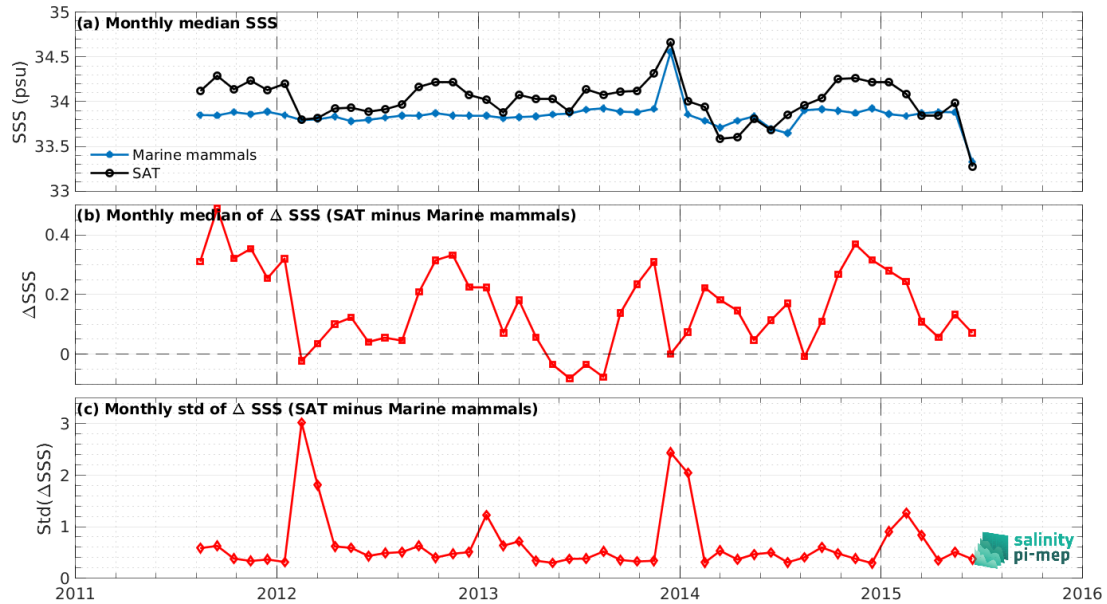 (a) Monthly median SSS
35
34.5
34
33.5
33
SSS (psu)
Marine mammals
SAT
(b) Monthly median of Δ SSS (SAT minus Marine mammals)
0.4
0.2
0
ΔSSS
(c) Monthly std of Δ SSS (SAT minus Marine mammals)
3
2
1
0
Std(ΔSSS)
salinity
pi-mep
2011 2012 2013 2014 2015 2016